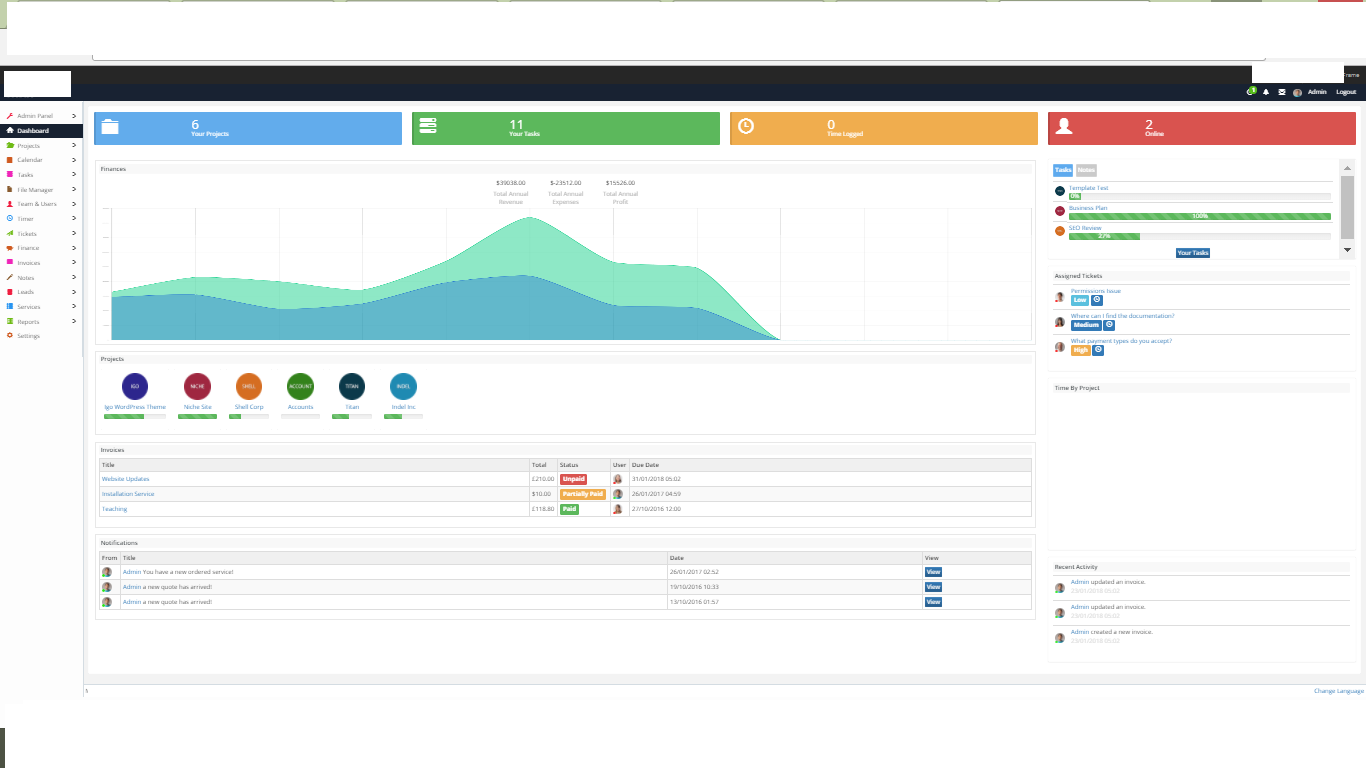 Frame
1
Admin
Logout
Admin Panel
Dashboard
Projects
Calendar
Tasks
File Manager
Team & Users
Timer
Tickets
Finance
Invoices
Notes
Leads
Services
Reports
Settings
6
Your Projects
11
Your Tasks
0
Time Logged
2
Online
Finances
$39038.00 $-23512.00 $15526.00
Total Annual Revenue
Total Annual Expenses
Total Annual Profit
Projects
IGO NICHE SHELL ACCOUNT TITAN INDEL
Igo WordPress Theme Niche Site Shell Corp Accounts Titan Indel Inc.
Invoices
Title Total Status User Due Date
Website Updates £210.00 Unpaid 31/01/2018 05:02
Installation Service $10.00 Partially Paid 26/01/2017 04:59
Teaching £118.80 Paid 27/10/2016 12:00
Notifications
From Title Date View
Admin You have a new ordered service! 26/01/2017 02:52 View
Admin a new quote has arrived! 19/10/2016 10:33 View
Admin a new quote has arrived! 13/10/2016 01:57 View
Tasks Notes
Template Test
0%
Business Plan
100%
SEO Review
27%
Your Tasks
Assigned Tickets
Permissions Issue
Low
Where can I find the documentation?
Medium
What payment types do you accept?
High
Time By Project
Recent Activity
Admin updated an invoice.
23/01/2018 05:02
Admin updated an invoice.
23/01/2018 05:02
Admin created a new invoice.
23/01/2018 05:02
Change Language